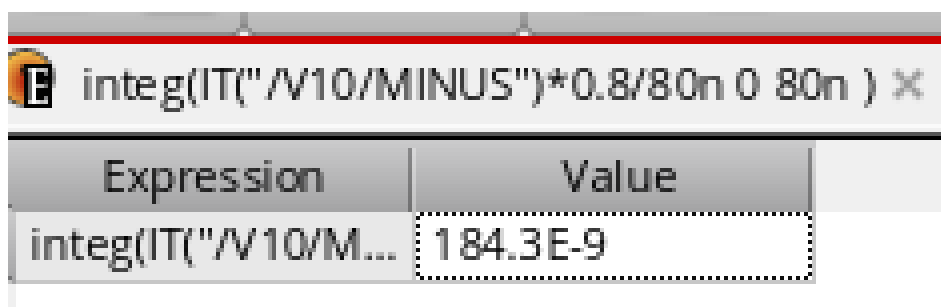 E integ(IT("/V10/MINUS")*0.8/80n 0 80n ) ×
Expression Value
integ(IT("/V10/M... 184.3E-9